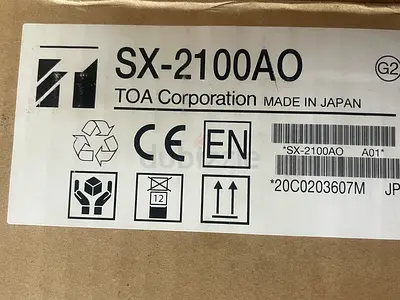 SX-2100AO
G2
TOA Corporation MADE IN JAPAN
CE EN
*SX-2100AO A01*
12
*20C0203607M JP